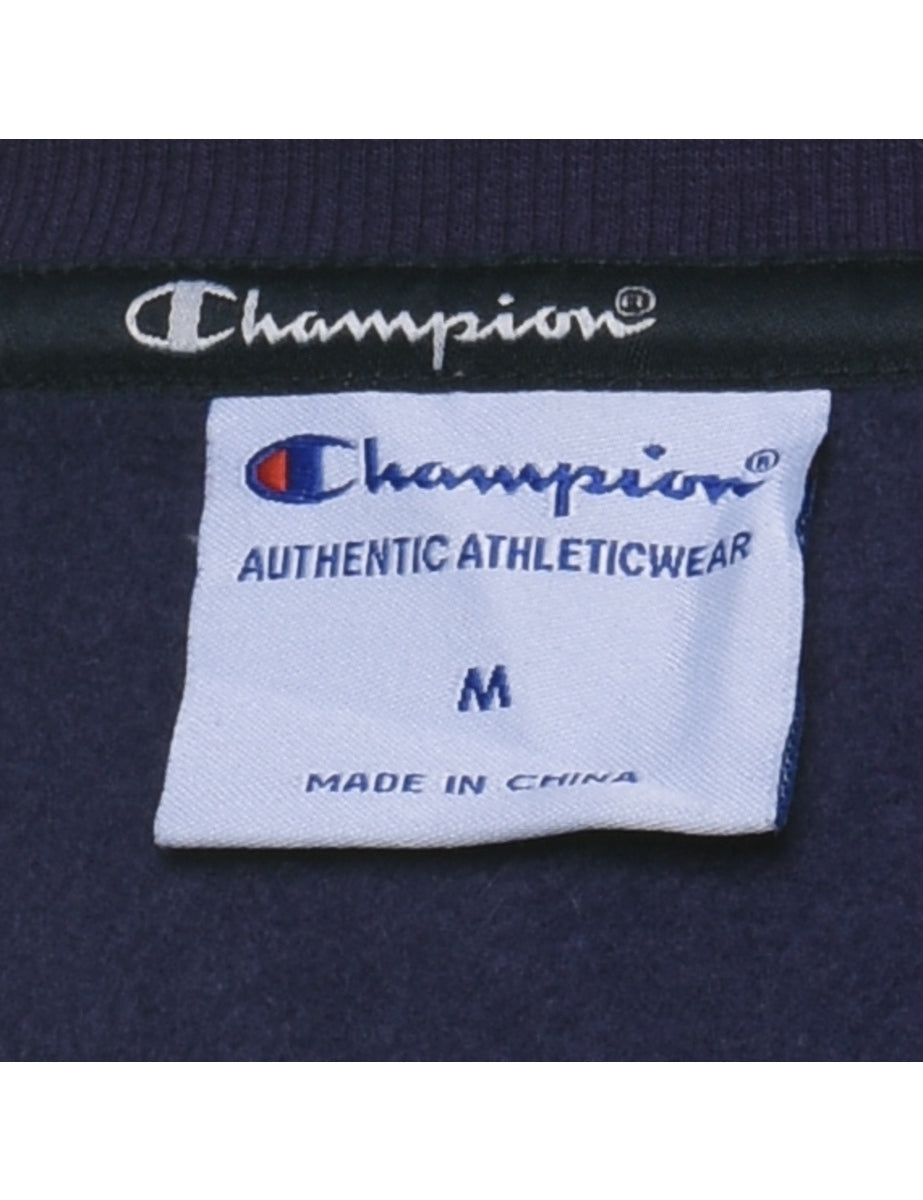 Champion®
Champion®
AUTHENTIC ATHLETICWEAR
M
MADE IN CHINA